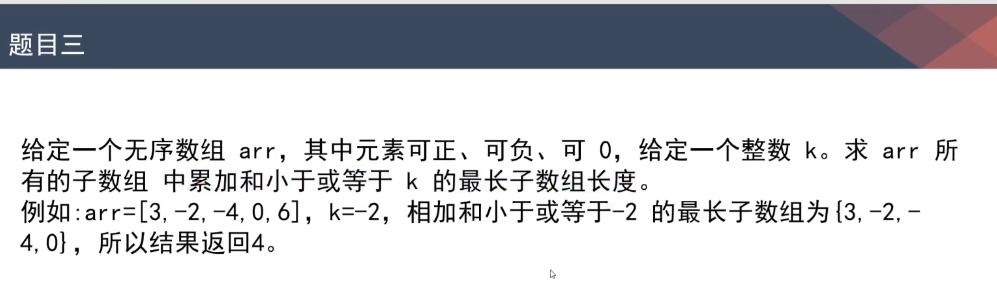 题目三
给定一个无序数组 arr，其中元素可正、可负、可 0，给定一个整数 k。求 arr 所
有的子数组 中累加和小于或等于 k 的最长子数组长度。
例如:arr=[3,-2,-4,0,6]，k=-2，相加和小于或等于-2 的最长子数组为{3,-2,-
4,0}，所以结果返回4。